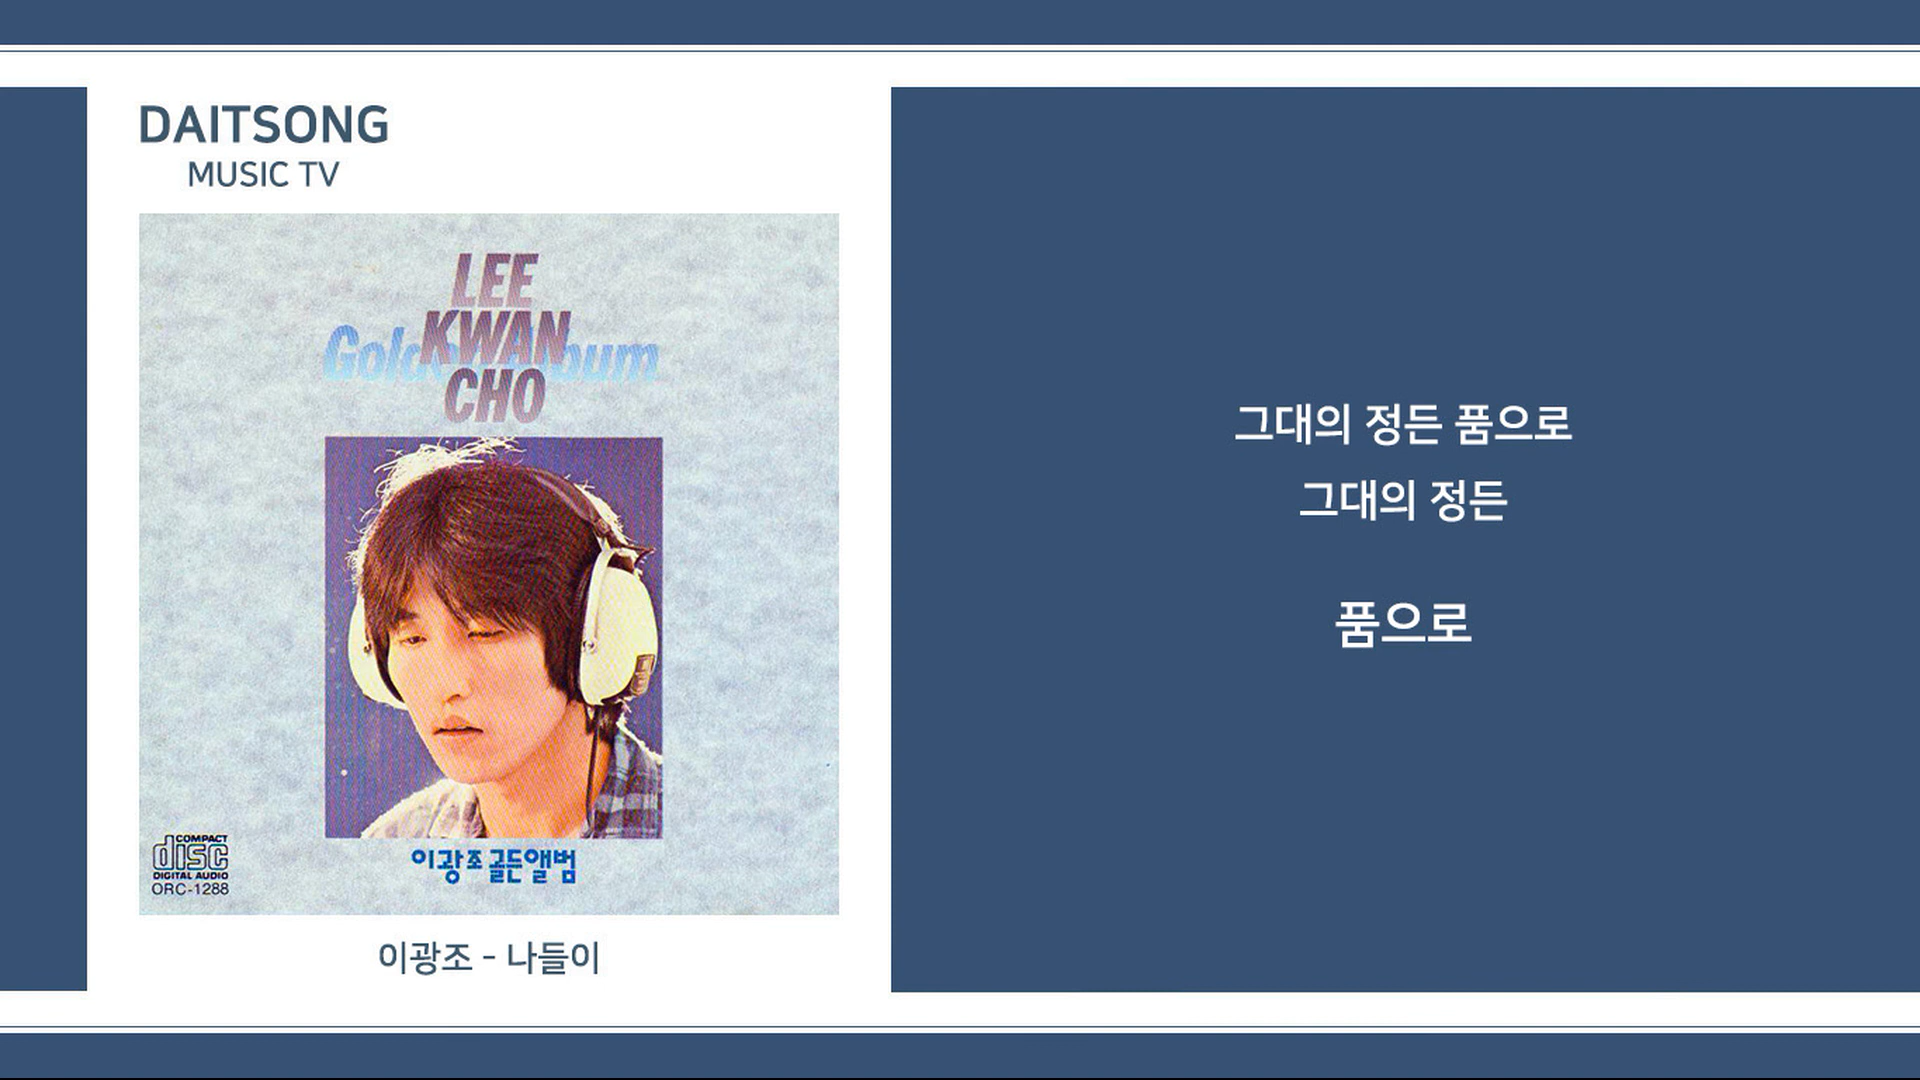 DAITSONG
MUSIC TV
LEE
KWAN
Golden Album
CHO
COMPACT
disc
DIGITAL AUDIO
ORC-1288
이광조 골든앨범
이광조 - 나들이
그대의 정든 품으로
그대의 정든
품으로